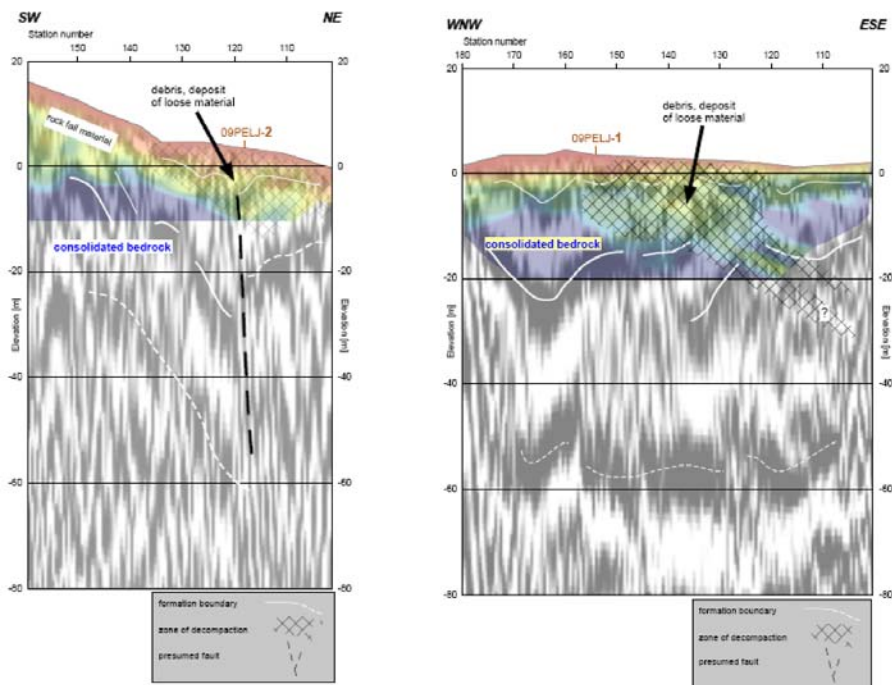 SW
NE
Station number
140
130
120
110
20
20
debris, deposit
of loose material
09PELJ-2
rock fall material
0
0
consolidated bedrock
-20
-20
Elevation [m]
Elevation [m]
-40
-40
-60
-60
-80
-80
formation boundary
zone of decompaction
presumed fault
WNW
ESE
Station number
180
170
160
150
140
130
120
110
20
20
debris, deposit
of loose material
09PELJ-1
0
0
consolidated bedrock
-20
-20
?
Elevation [m]
Elevation [m]
-40
-40
-60
-60
-80
-80
formation boundary
zone of decompaction
presumed fault